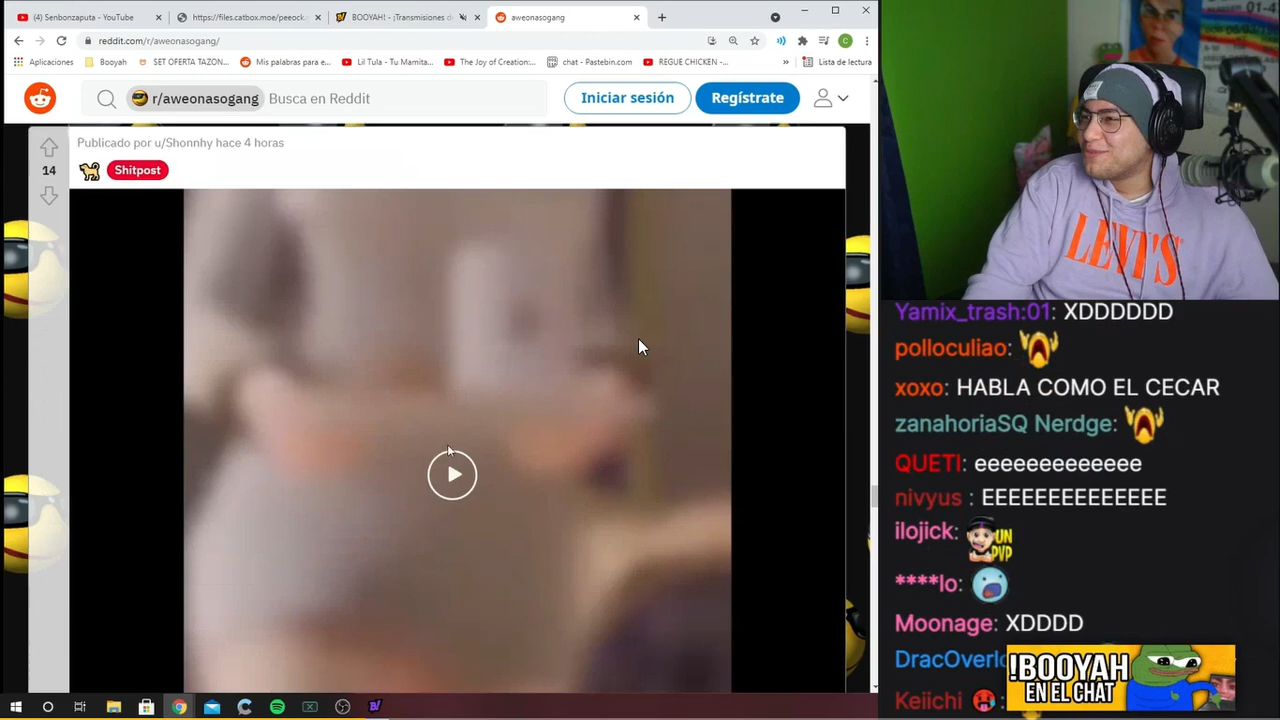 (4) Senbonzaputa - YouTube
https://files.catbox.moe/peeock.
BOOYAH! - ¡Transmisiones d
aweonasogang
reddit.com/r/aweonasogang/
Aplicaciones
Booyah
SET OFERTA TAZON...
Mis palabras para e...
Lil Tula - Tu Mamita...
The Joy of Creation:...
chat - Pastebin.com
REGUE CHICKEN -...
»
Lista de lectura
r/aweonasogang
Busca en Reddit
Iniciar sesión
Regístrate
Publicado por u/Shonnhy hace 4 horas
14
Shitpost
LEVI'S
Yamix_trash:01: XDDDDDD
polloculiao:
xoxo: HABLA COMO EL CECAR
zanahoriaSQ Nerdge:
QUETI: eeeeeeeeeeeee
nivyus : EEEEEEEEEEEEEE
ilojick: UN PVP
****lo:
Moonage: XDDDD
DracOverlo
!BOOYAH
EN EL CHAT
Keiichi :